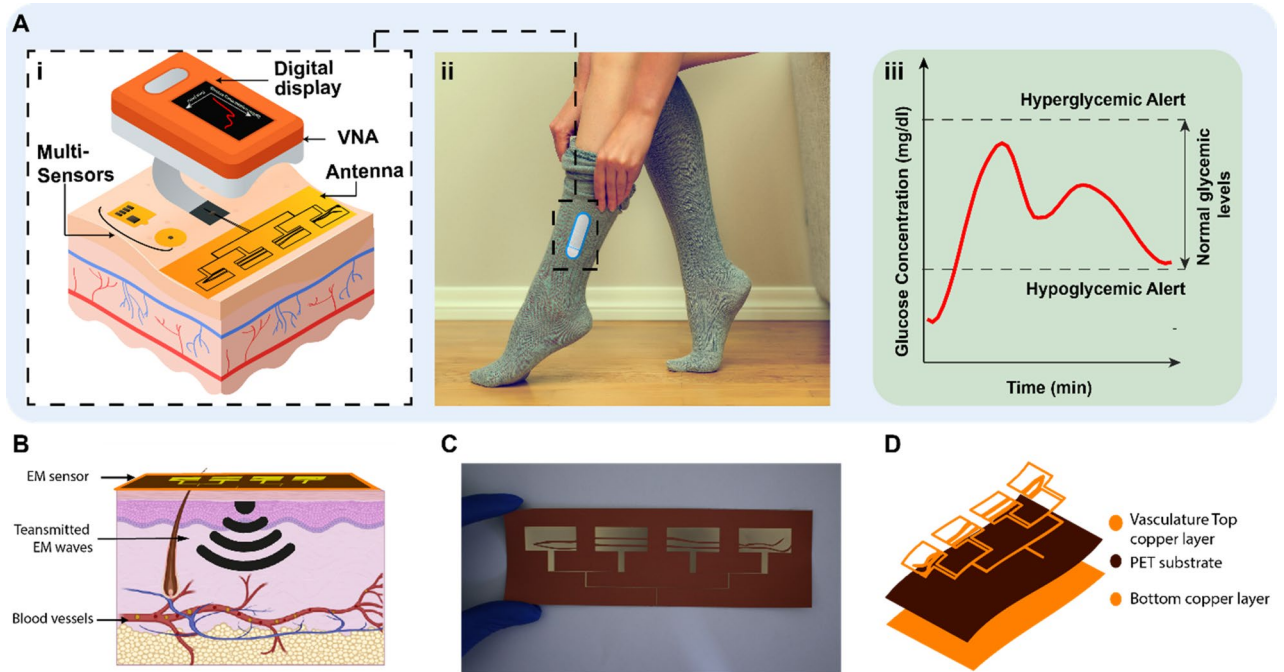 A
i
Digital
display
VNA
Multi-
Sensors
Antenna
ii
iii
Glucose Concentration (mg/dl)
Hyperglycemic Alert
Normal glycemic
levels
Hypoglycemic Alert
Time (min)
B
EM sensor
Teansmitted
EM waves
Blood vessels
C
D
Vasculature Top
copper layer
PET substrate
Bottom copper layer